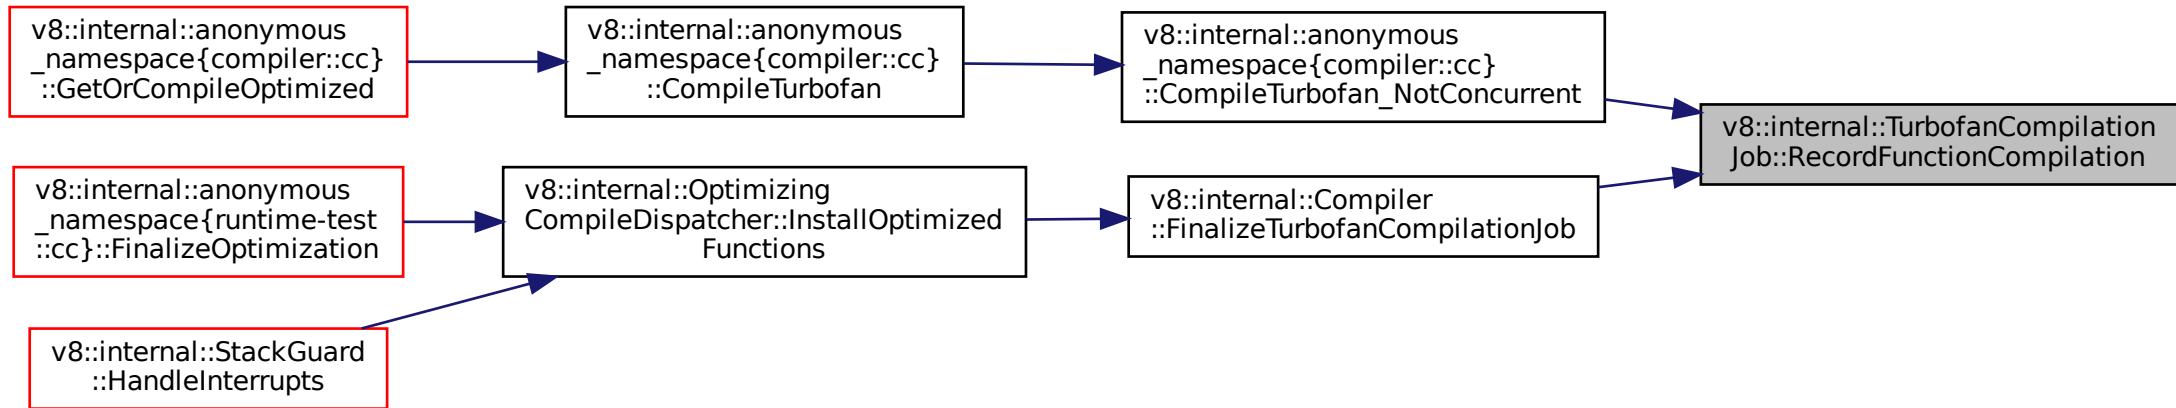 v8::internal::anonymous
_namespace{compiler::cc}
::GetOrCompileOptimized
v8::internal::anonymous
_namespace{compiler::cc}
::CompileTurbofan
v8::internal::anonymous
_namespace{compiler::cc}
::CompileTurbofan_NotConcurrent
v8::internal::TurbofanCompilation
Job::RecordFunctionCompilation
v8::internal::anonymous
_namespace{runtime-test
::cc}::FinalizeOptimization
v8::internal::Optimizing
CompileDispatcher::InstallOptimized
Functions
v8::internal::Compiler
::FinalizeTurbofanCompilationJob
v8::internal::StackGuard
::HandleInterrupts